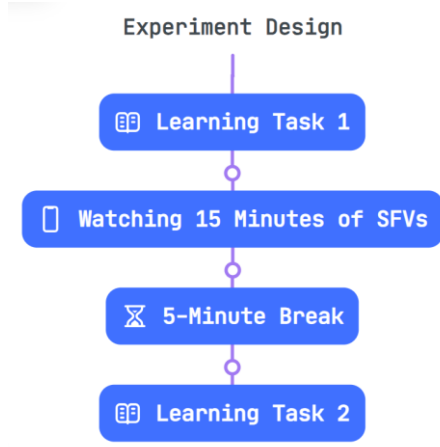 Experiment Design
Learning Task 1
Watching 15 Minutes of SFVs
5-Minute Break
Learning Task 2